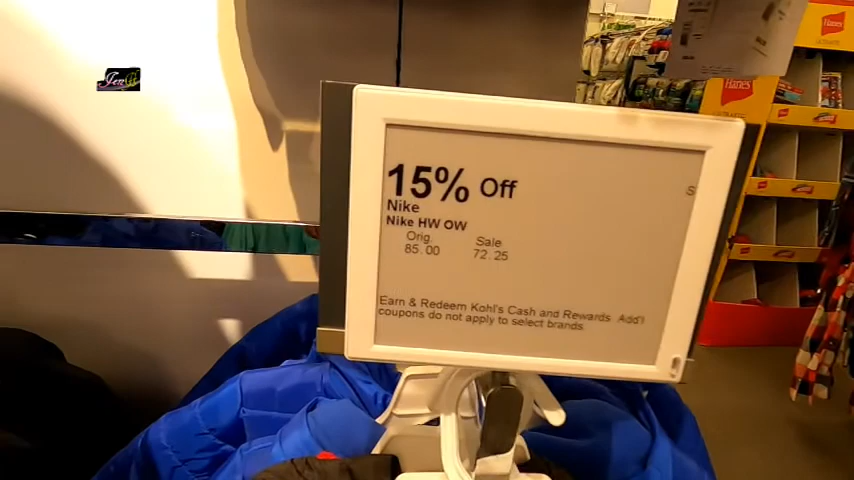 JenB
15% Off
S
Nike
Nike HW OW
Orig Sale
85.00 72.25
Earn & Redeem Kohl's Cash and Rewards Add'l
coupons do not apply to select brands
Hanes
Hanes